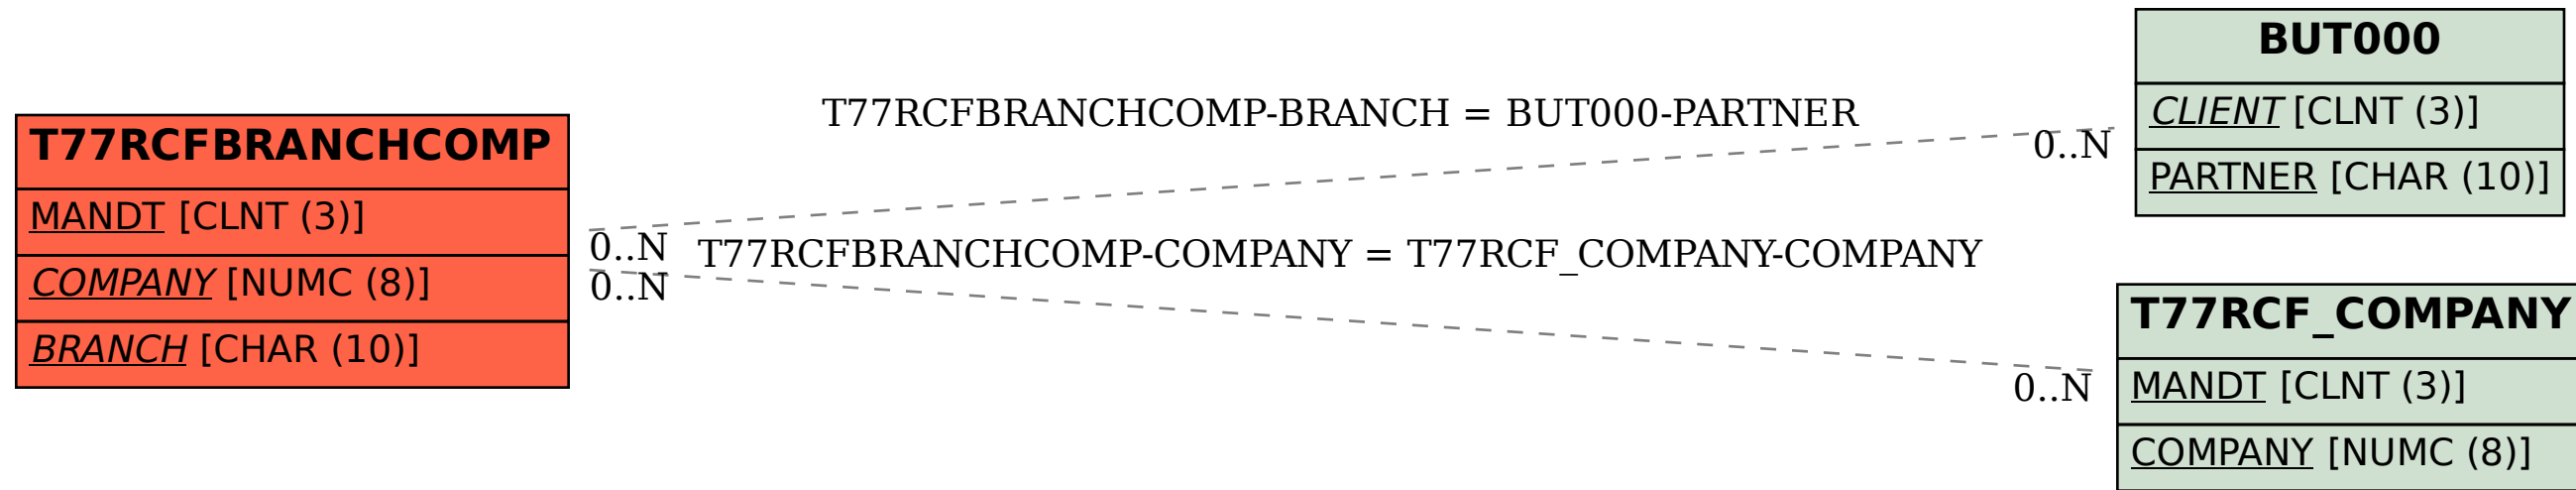 T77RCFBRANCHCOMP
MANDT [CLNT (3)]
COMPANY [NUMC (8)]
BRANCH [CHAR (10)]
T77RCFBRANCHCOMP-BRANCH = BUT000-PARTNER
0..N
0..N
T77RCFBRANCHCOMP-COMPANY = T77RCF_COMPANY-COMPANY
0..N
0..N
BUT000
CLIENT [CLNT (3)]
PARTNER [CHAR (10)]
T77RCF_COMPANY
MANDT [CLNT (3)]
COMPANY [NUMC (8)]